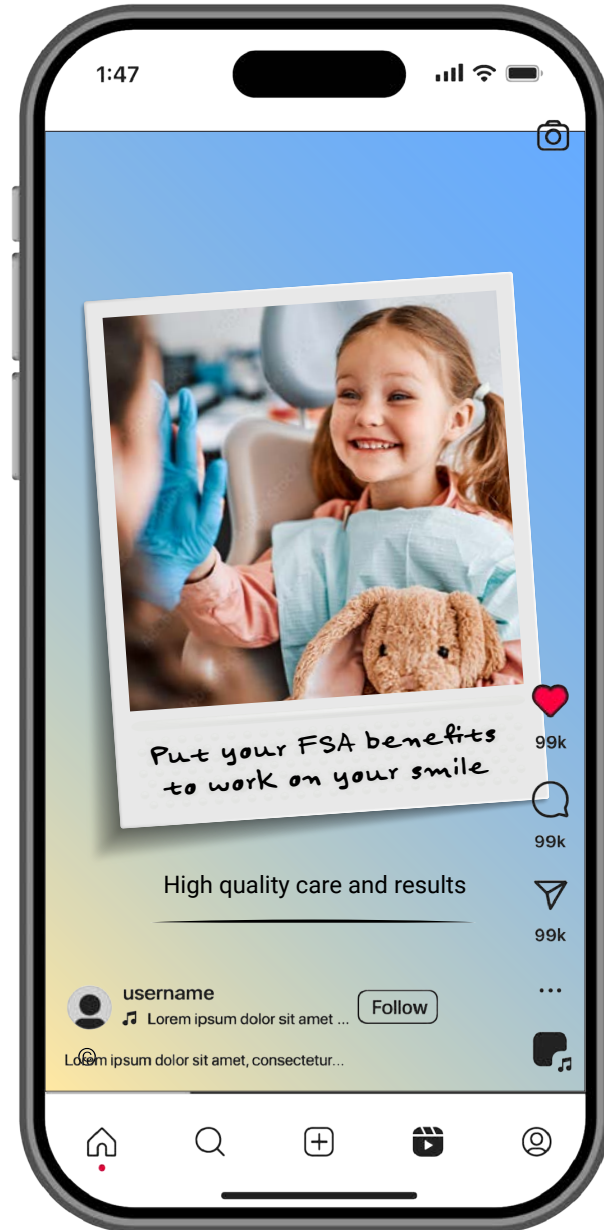 1:47
Put your FSA benefits
to work on your smile
99k
99k
High quality care and results
99k
username
Lorem ipsum dolor sit amet ...
Follow
©
Lorem ipsum dolor sit amet, consectetur...